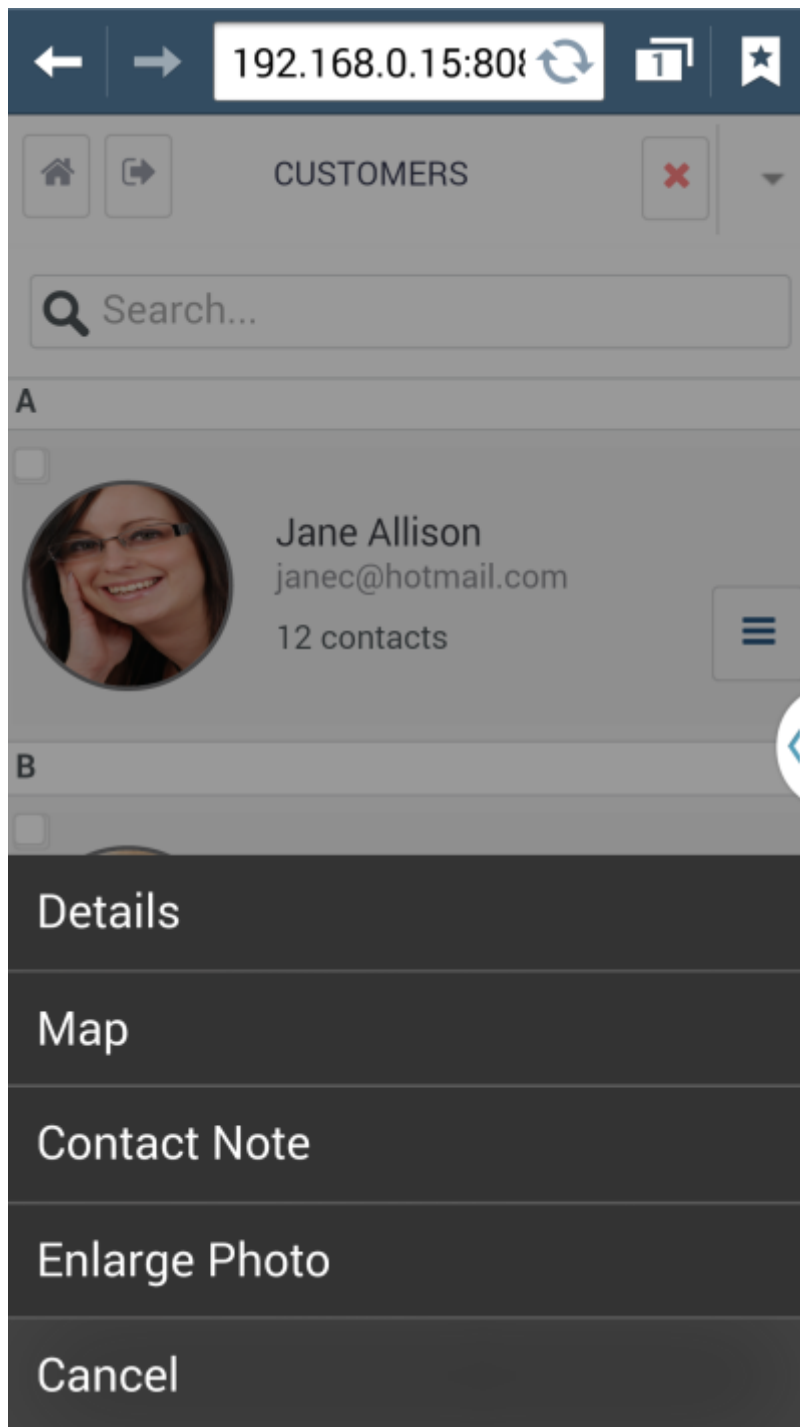 192.168.0.15:808
1
CUSTOMERS
Search...
A
Jane Allison
janec@hotmail.com
12 contacts
B
Details
Map
Contact Note
Enlarge Photo
Cancel